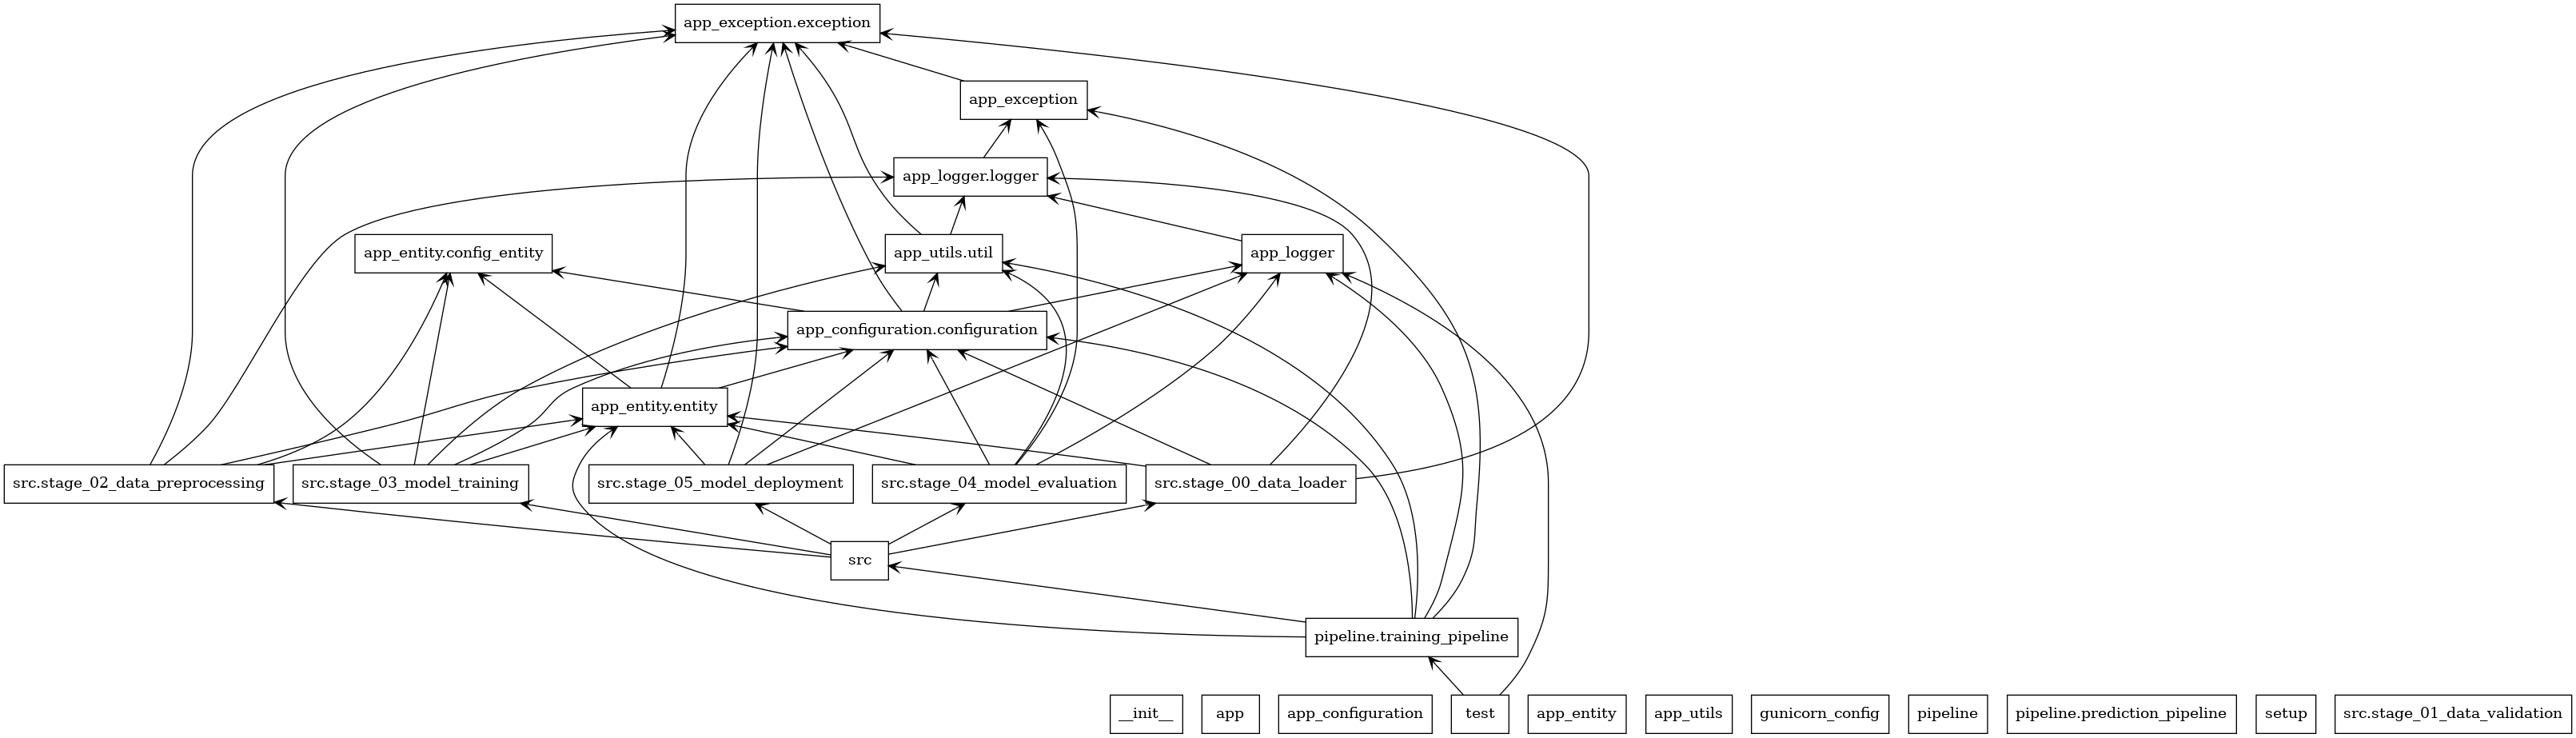 app_exception.exception
app_exception
app_logger.logger
app_entity.config_entity
app_utils.util
app_logger
app_configuration.configuration
app_entity.entity
src.stage_02_data_preprocessing
src.stage_03_model_training
src.stage_05_model_deployment
src.stage_04_model_evaluation
src.stage_00_data_loader
src
pipeline.training_pipeline
__init__
app
app_configuration
test
app_entity
app_utils
gunicorn_config
pipeline
pipeline.prediction_pipeline
setup
src.stage_01_data_validation